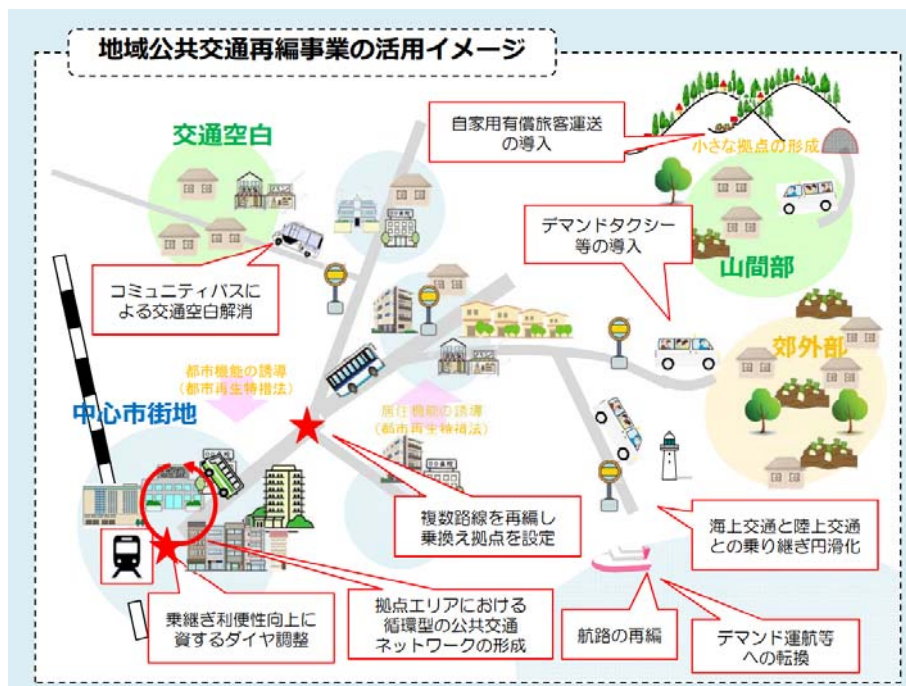 地域公共交通再編事業の活用イメージ
交通空白
自家用有償旅客運送
の導入
小さな拠点の形成
デマンドタクシー
等の導入
山間部
コミュニティバスに
よる交通空白解消
郊外部
都市機能の誘導
(都市再生特措法)
居住機能の誘導
(都市再生特措法)
中心市街地
複数路線を再編し
乗換え拠点を設定
海上交通と陸上交通
との乗り継ぎ円滑化
乗継ぎ利便性向上に
資するダイヤ調整
拠点エリアにおける
循環型の公共交通
ネットワークの形成
航路の再編
デマンド運航等
への転換